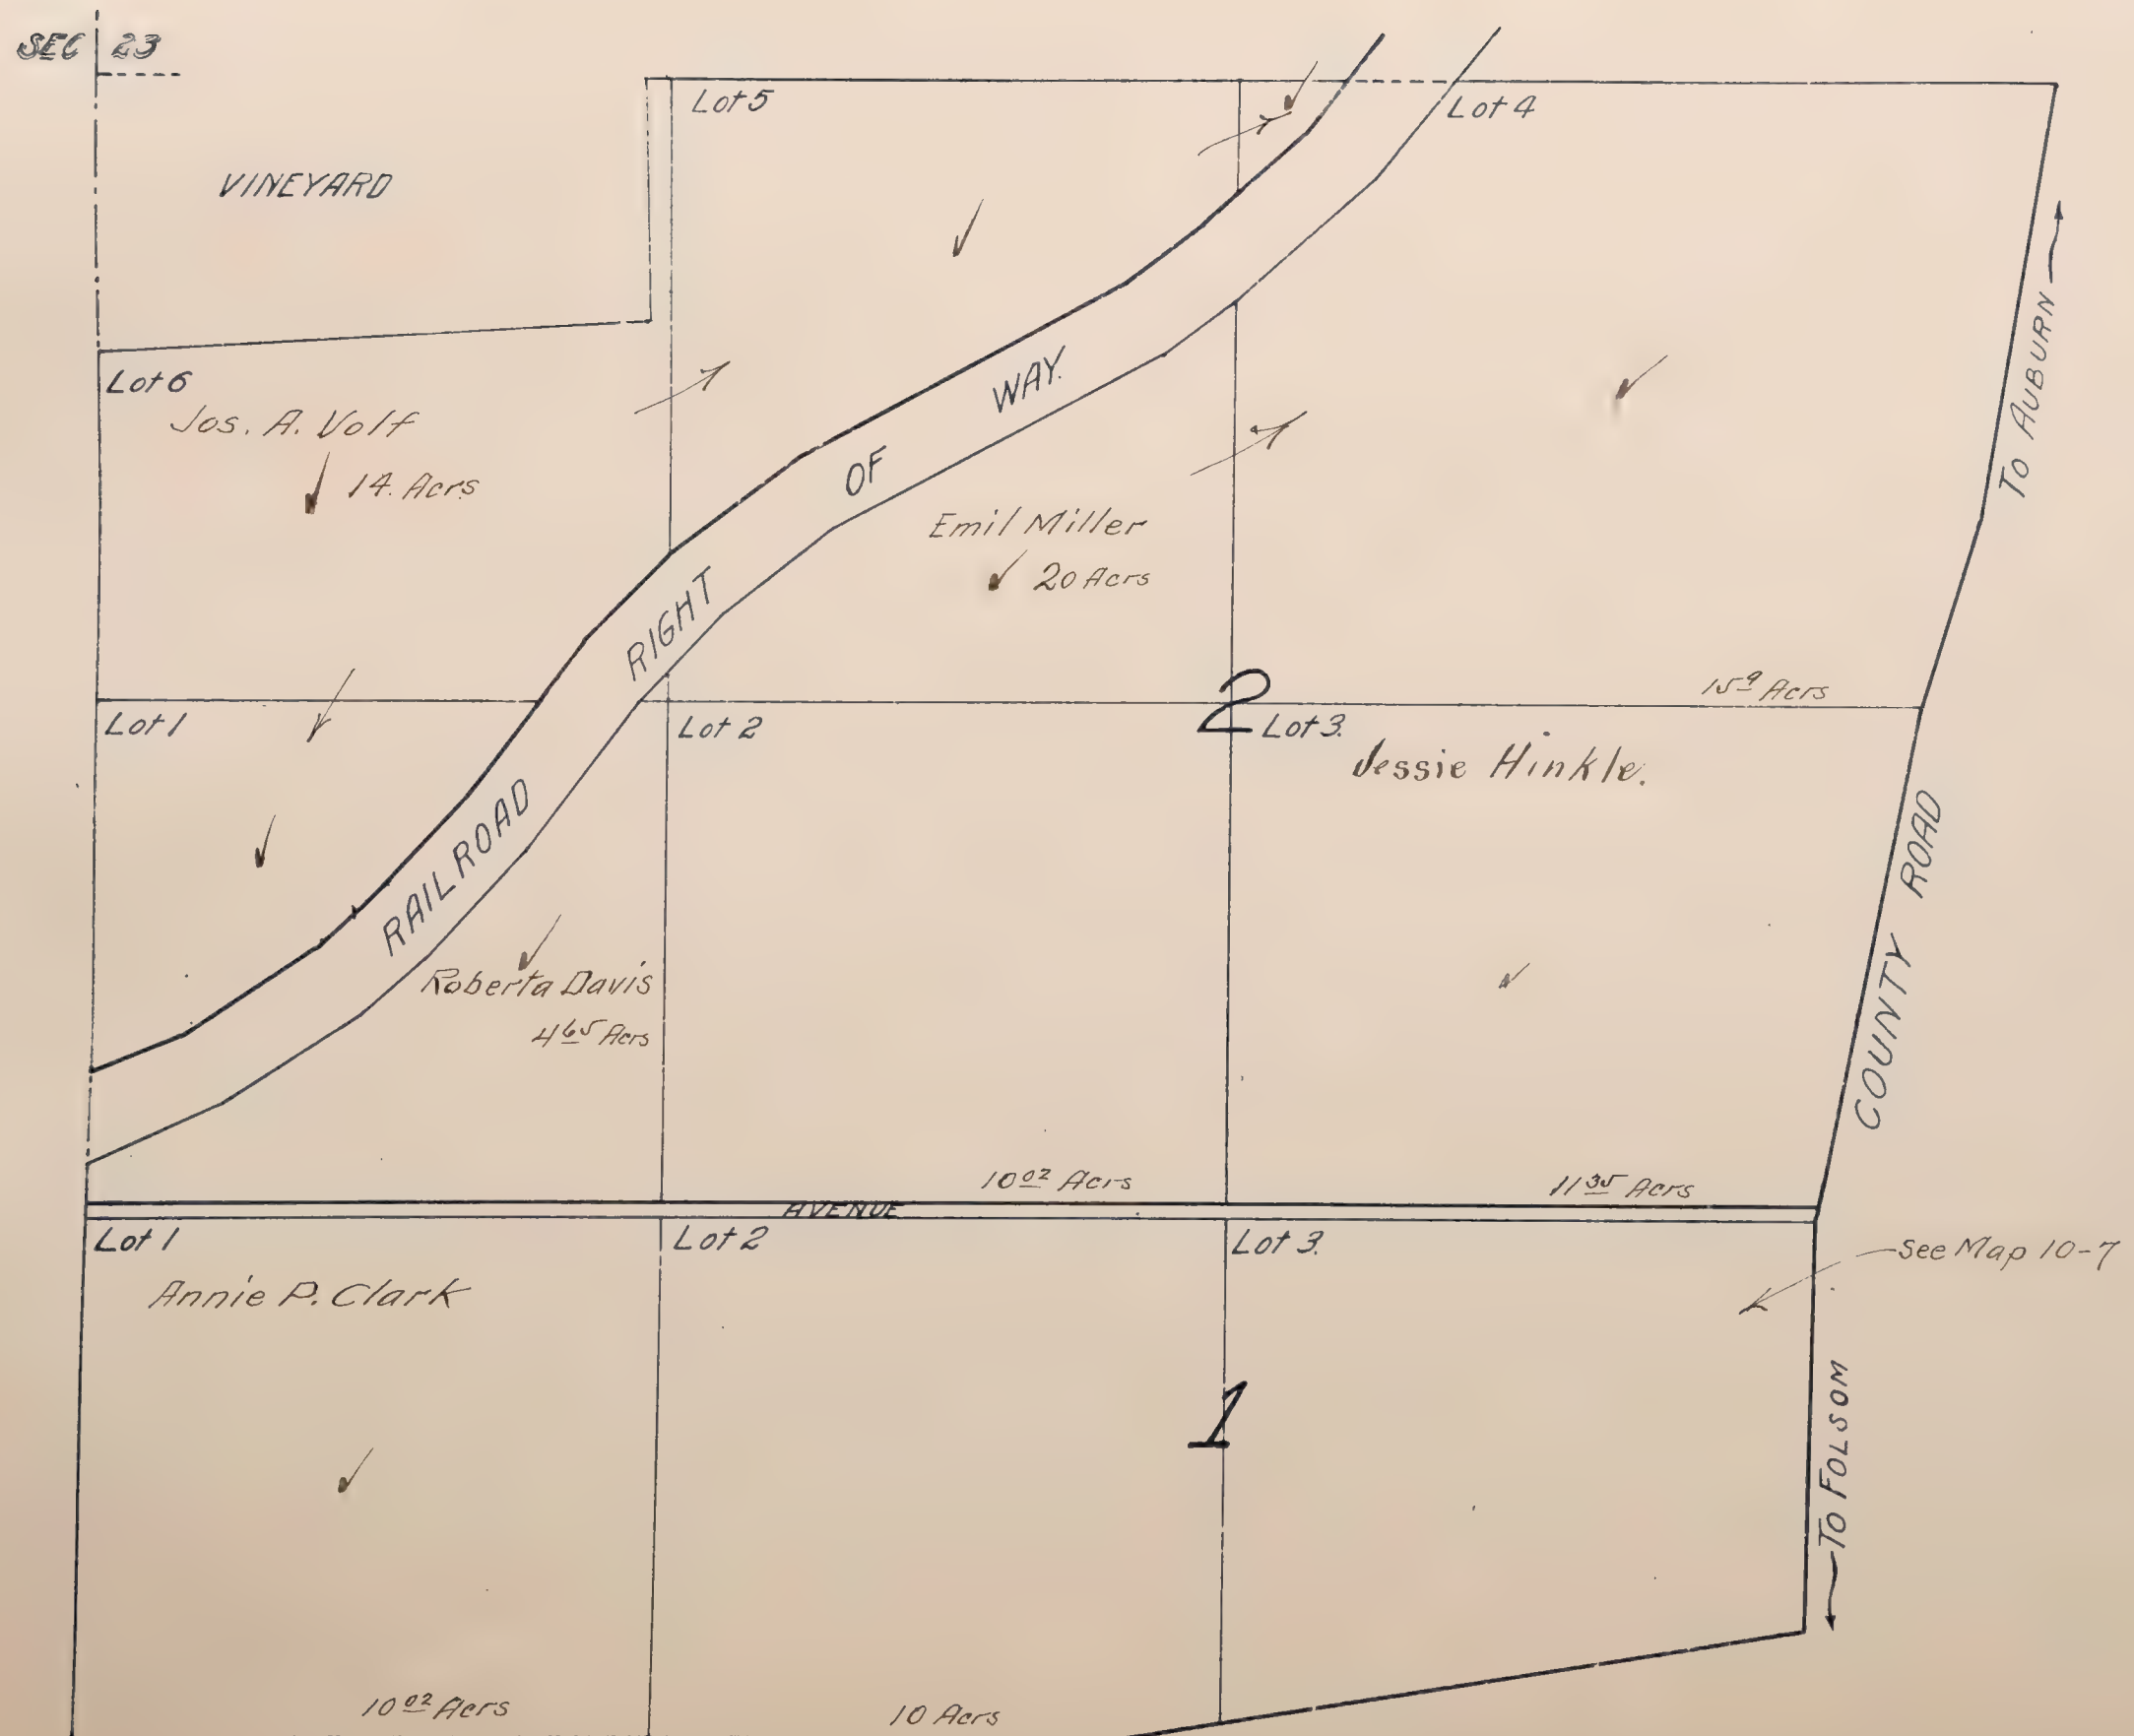 SEC 23
Lot 5
Lot 4
VINEYARD
Lot 6
Jos. A. Volf
14. Acrs
RAILROAD RIGHT OF WAY.
Emil Miller
20 Acrs
TO AUBURN
15 9 Acrs
Lot 1
Lot 2
2
Lot 3.
Jessie Hinkle.
COUNTY ROAD
Roberta Davis
4 65 Acrs
10 02 Acrs
11 35 Acrs
AVENUE
Lot 1
Lot 2
Lot 3.
See Map 10-7
Annie P. Clark
1
TO FOLSOM
10 02 Acrs
10 Acrs